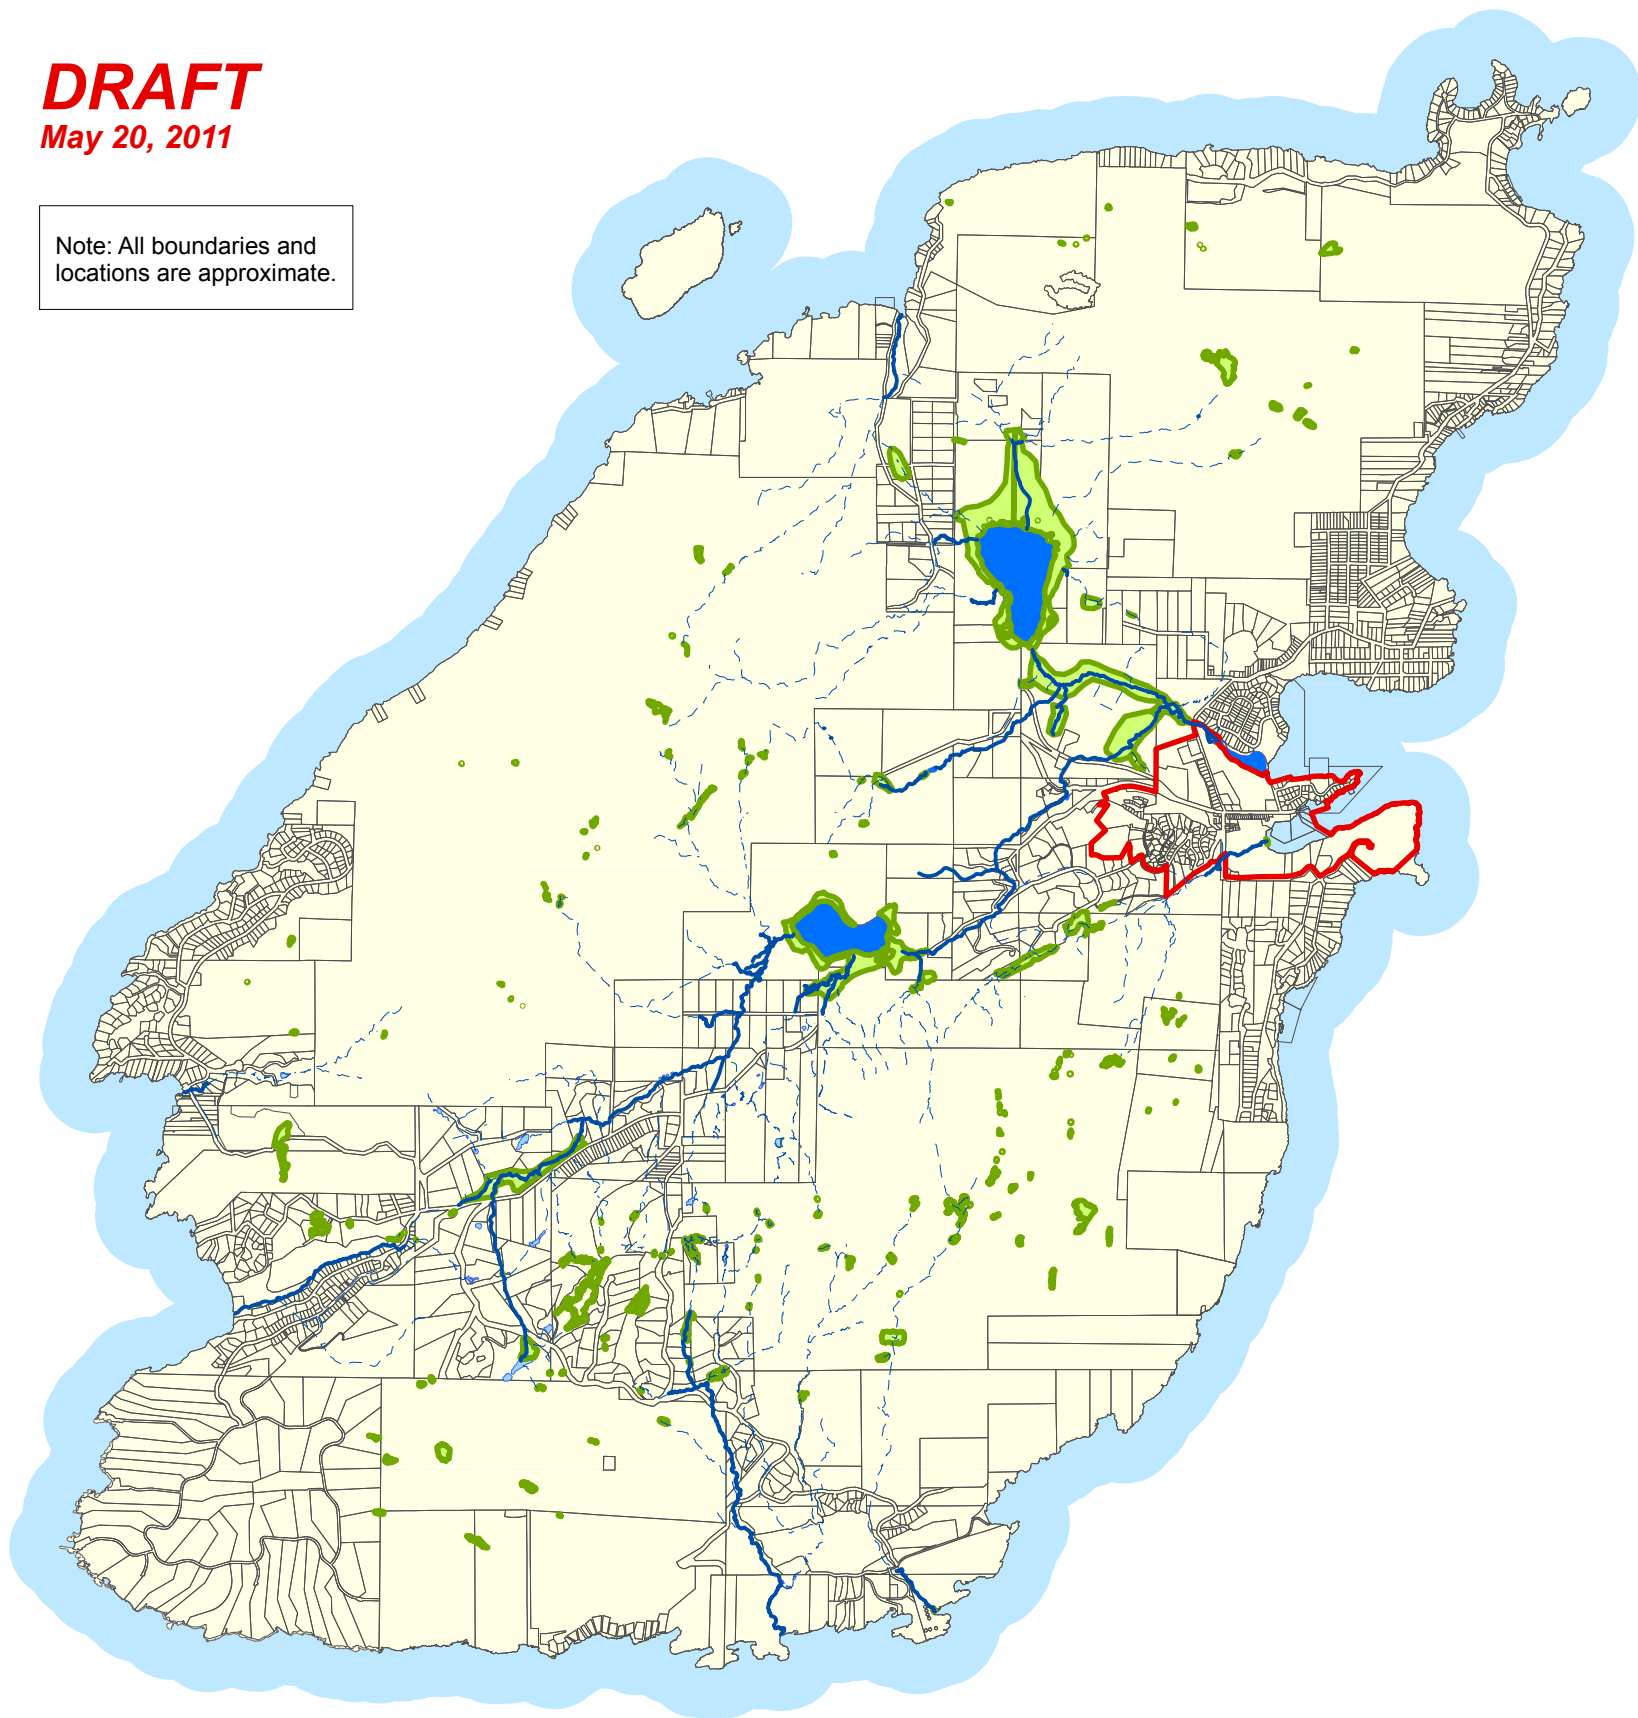 DRAFT
May 20, 2011
Note: All boundaries and
locations are approximate.